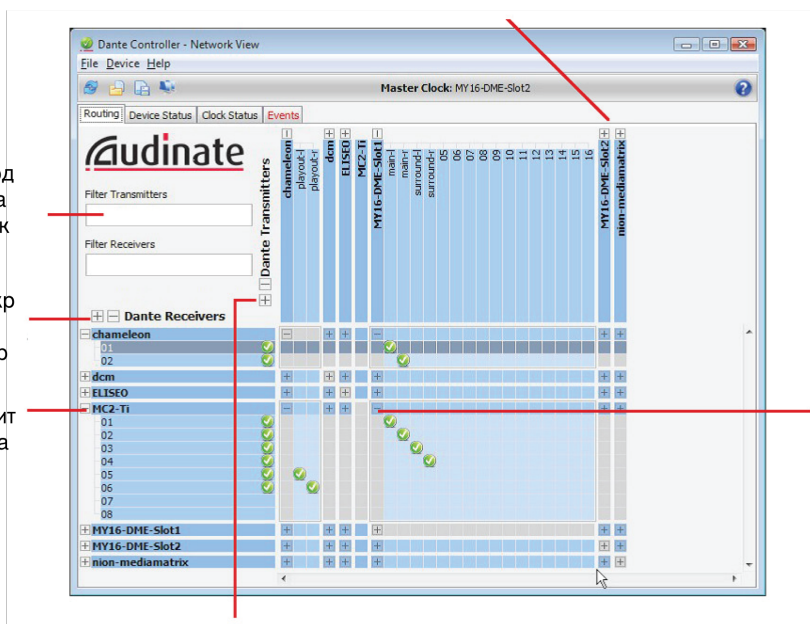 Dante Controller - Network View
File Device Help
Master Clock: MY16-DME-Slot2
Routing Device Status Clock Status Events
Audinate
Filter Transmitters
Filter Receivers
Dante Transmitters
chameleon
playout-l
playout-r
dcm
ELISEO
MC2-Ti
MY16-DME-Slot1
main-l
main-r
surround-l
surround-r
05
06
07
08
09
10
11
12
13
14
15
16
MY16-DME-Slot2
nion-mediamatrix
Dante Receivers
chameleon
01
02
dcm
ELISEO
MC2-Ti
01
02
03
04
05
06
07
08
MY16-DME-Slot1
MY16-DME-Slot2
nion-mediamatrix
од
а
к
кр
о
ит
а